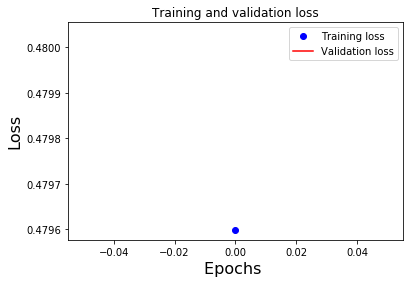 Training and validation loss
Training loss
Validation loss
0.4800
0.4799
0.4798
0.4797
0.4796
Loss
−0.04
−0.02
0.00
0.02
0.04
Epochs